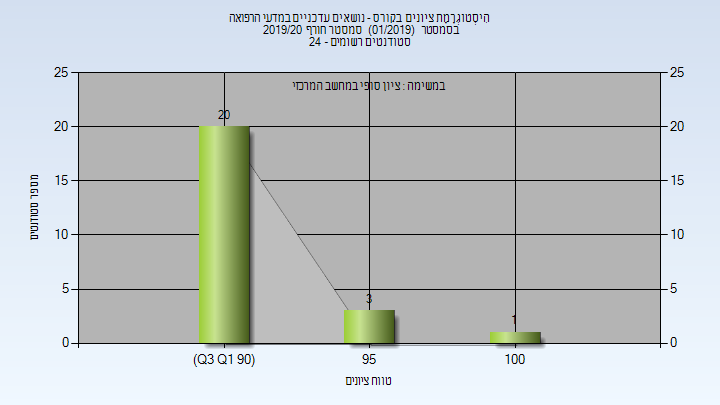 היסטוגרמת ציונים בקורס - נושאים עדכניים במדעי הרפואה
בסמסטר (01/2019) סמסטר חורף 2019/20
סטודנטים רשומים - 24
במשימה : ציון סופי במחשב המרכזי
25
20
15
10
5
0
25
20
15
10
5
0
20
3
1
מספר סטודנטים
(Q3 Q1 90)
95
100
טווח ציונים